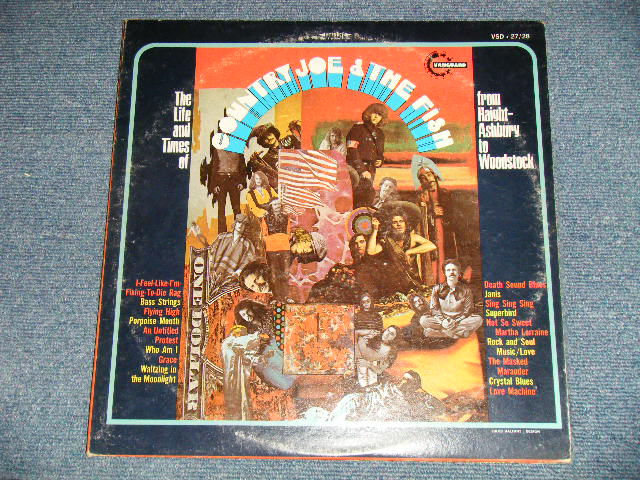 VSD • 27/28
VANGUARD
COUNTRY JOE & THE FISH
The
Life
and
Times
of
from
Haight-
Ashbury
to
Woodstock
I-Feel-Like-I'm-
Fixing-To-Die Rag
Bass Strings
Flying High
Porpoise Mouth
An Untitled
Protest
Who Am I
Grace
Waltzing in
the Moonlight
Death Sound Blues
Janis
Sing Sing Sing
Superbird
Not So Sweet
Martha Lorraine
Rock and Soul
Music/Love
The Masked
Marauder
Crystal Blues
Love Machine
ONE DOLLAR
DESIGN